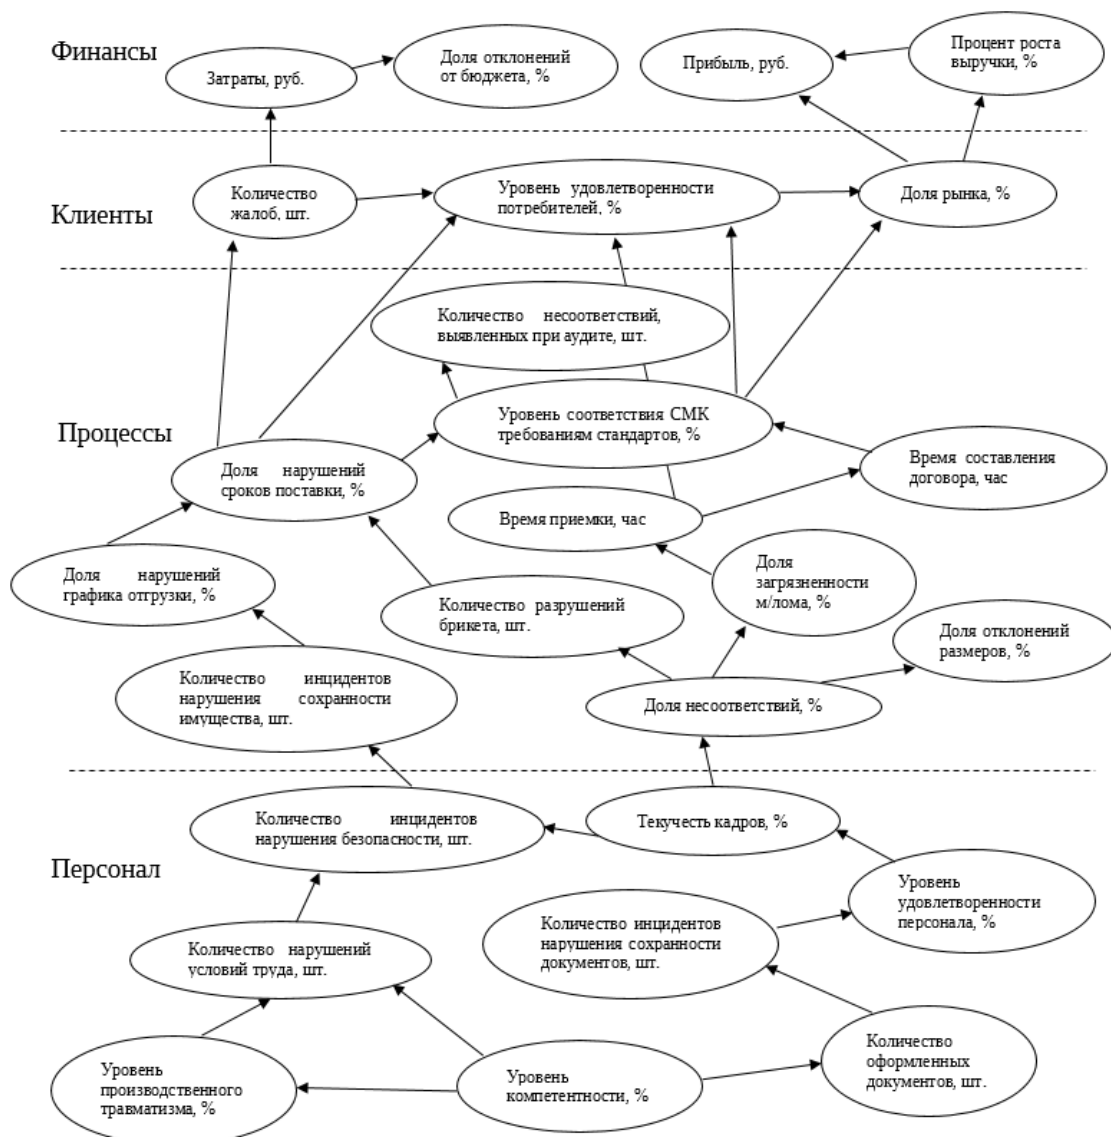 Финансы
Затраты, руб.
Доля отклонений
от бюджета, %
Прибыль, руб.
Процент роста
выручки, %
Клиенты
Количество
жалоб, шт.
Уровень удовлетворенности
потребителей, %
Доля рынка, %
Процессы
Количество несоответствий,
выявленных при аудите, шт.
Уровень соответствия СМК
требованиям стандартов, %
Доля нарушений
сроков поставки, %
Время составления
договора, час
Время приемки, час
Доля нарушений
графика отгрузки, %
Доля
загрязненности
м/лома, %
Количество разрушений
брикета, шт.
Доля отклонений
размеров, %
Количество инцидентов
нарушения сохранности
имущества, шт.
Доля несоответствий, %
Персонал
Количество инцидентов
нарушения безопасности, шт.
Текучесть кадров, %
Уровень
удовлетворенности
персонала, %
Количество инцидентов
нарушения сохранности
документов, шт.
Количество нарушений
условий труда, шт.
Уровень
производственного
травматизма, %
Уровень
компетентности, %
Количество
оформленных
документов, шт.